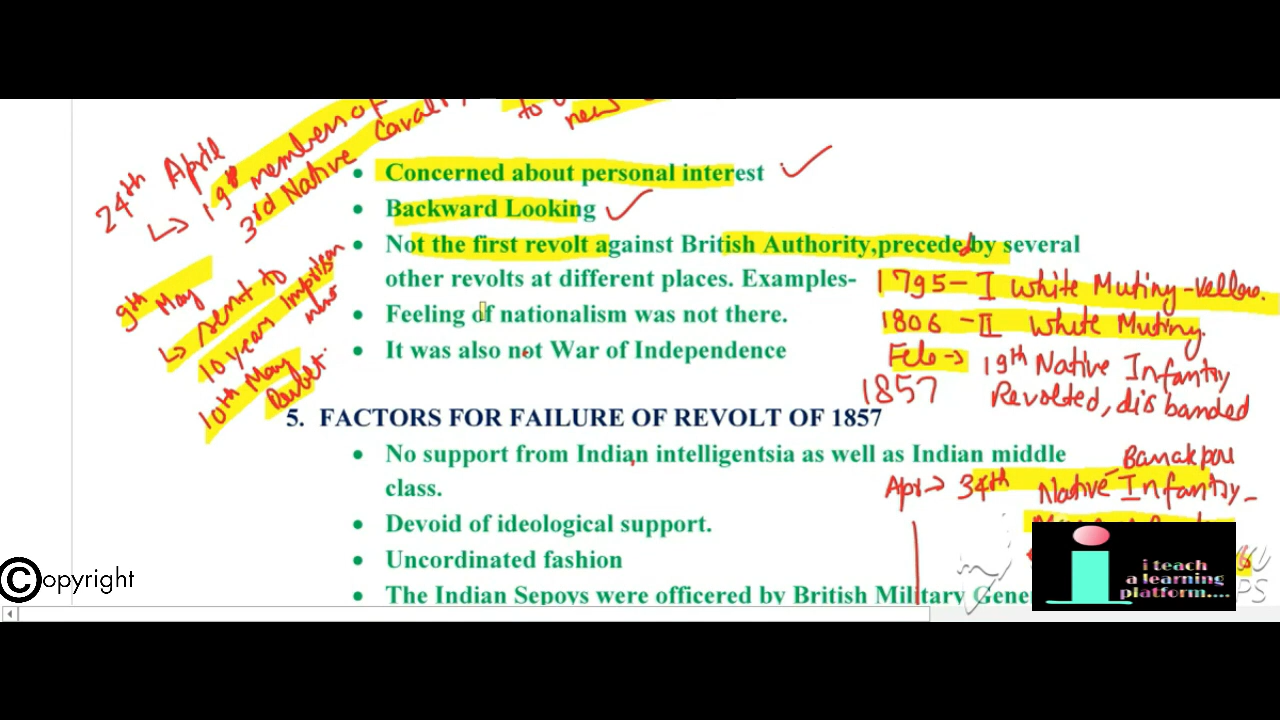 24th April
↳ 198 members of
3rd Native Cavalry
to
new
• Concerned about personal interest
• Backward Looking
• Not the first revolt against British Authority,preceded by several
other revolts at different places. Examples-
• Feeling of nationalism was not there.
• It was also not War of Independence
9th May
↳ sent to
10 years
10th May
1795 - I White Mutiny - Vellore.
1806 - II White Mutiny.
Feb → 19th Native Infantry
1857 Revolted, disbanded
5. FACTORS FOR FAILURE OF REVOLT OF 1857
• No support from Indian intelligentsia as well as Indian middle
class.
Apr → 34th Native Infantry -
• Devoid of ideological support.
• Uncordinated fashion
• The Indian Sepoys were officered by British Military Gene
©opyright
i teach
a learning
platform....